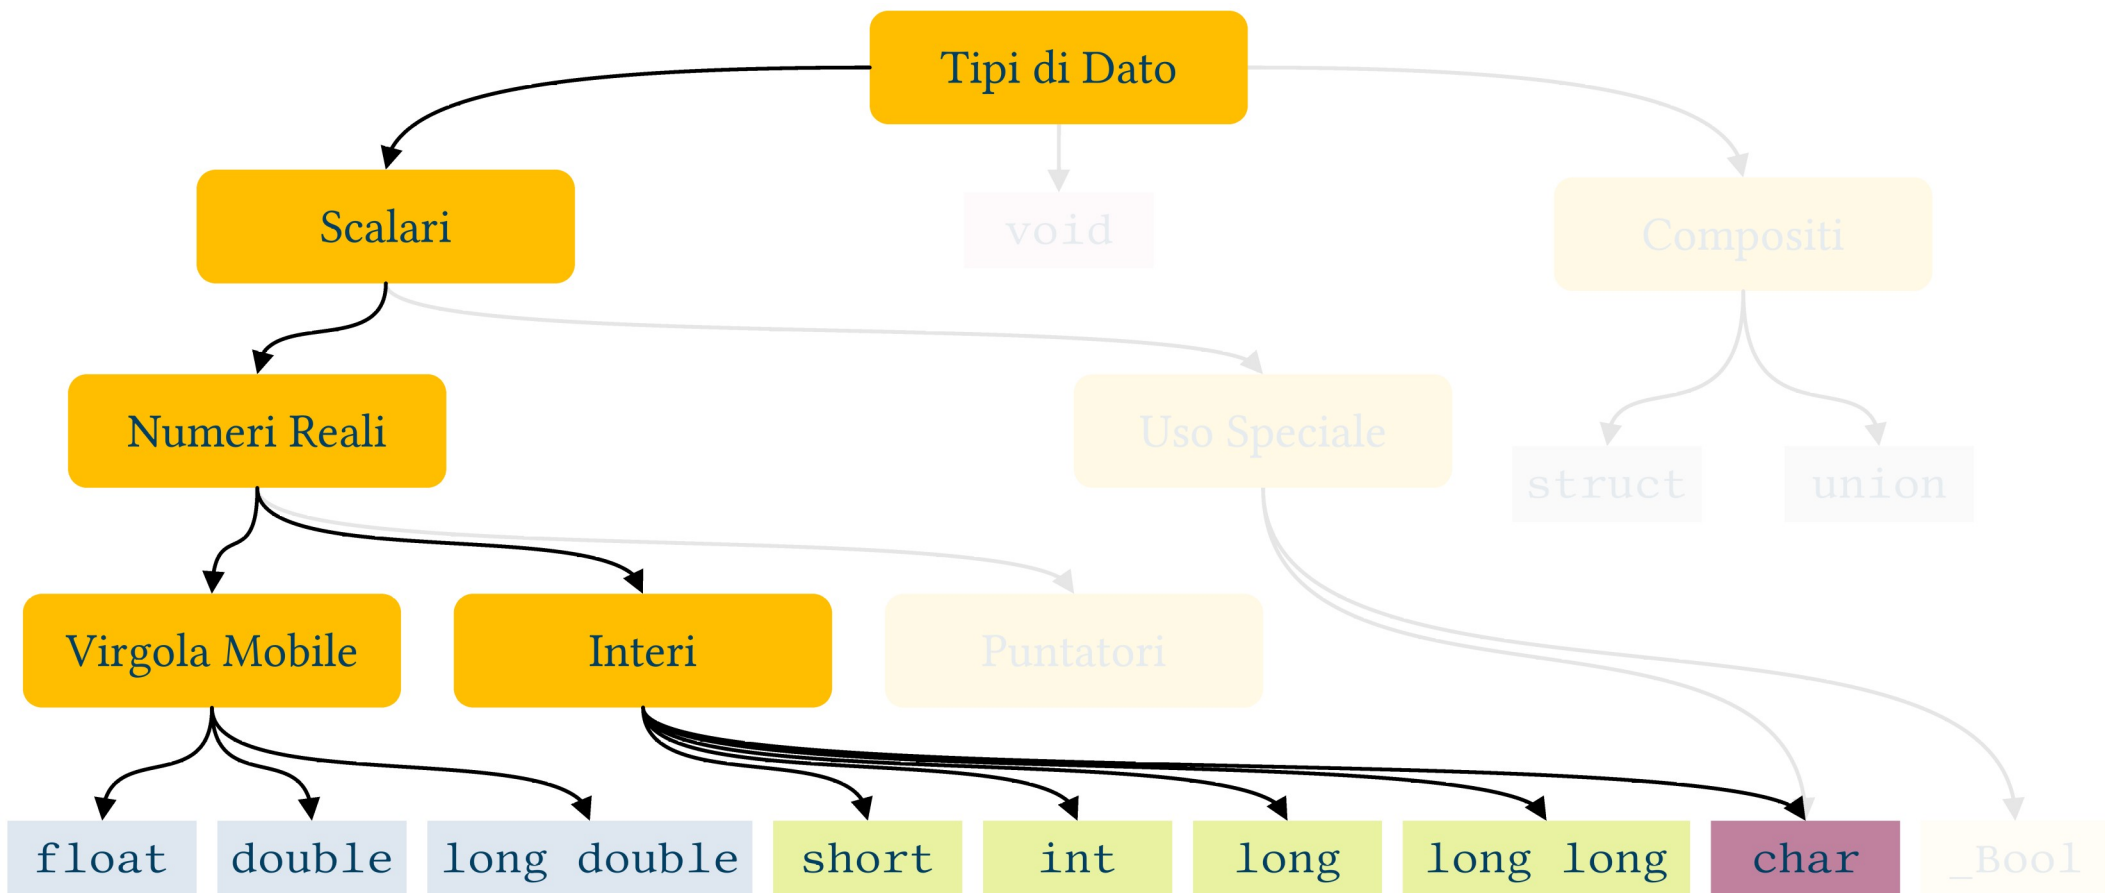 Tipi di Dato
Scalari
void
Compositi
Numeri Reali
Uso Speciale
struct
union
Virgola Mobile
Interi
Puntatori
float
double
long double
short
int
long
long long
char
_Bool